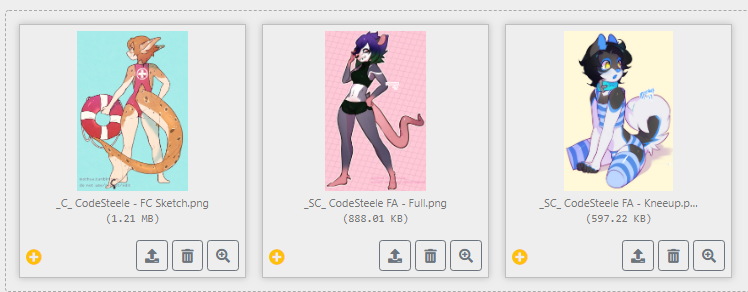 _C_ CodeSteele - FC Sketch.png
(1.21 MB)
_SC_ CodeSteele FA - Full.png
(888.01 KB)
_SC_ CodeSteele FA - Kneeup.p...
(597.22 KB)